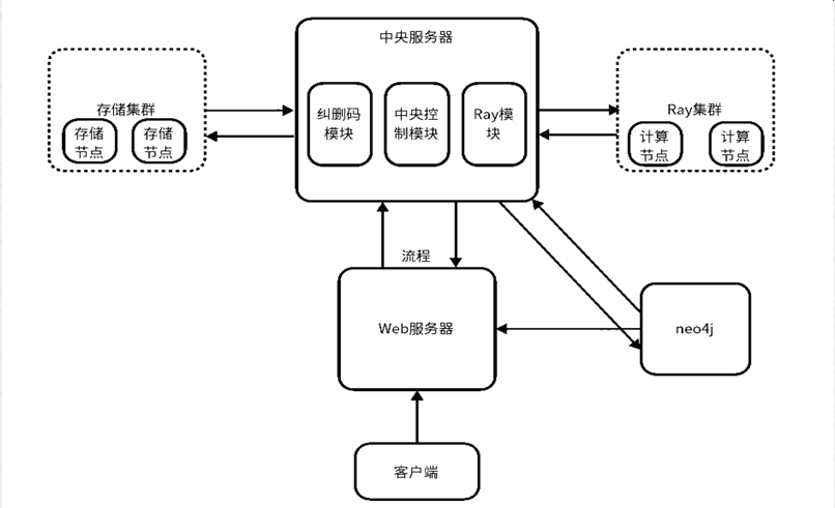 中央服务器
存储集群
存储
节点
存储
节点
纠删码
模块
中央控
制模块
Ray模
块
Ray集群
计算
节点
计算
节点
流程
Web服务器
neo4j
客户端